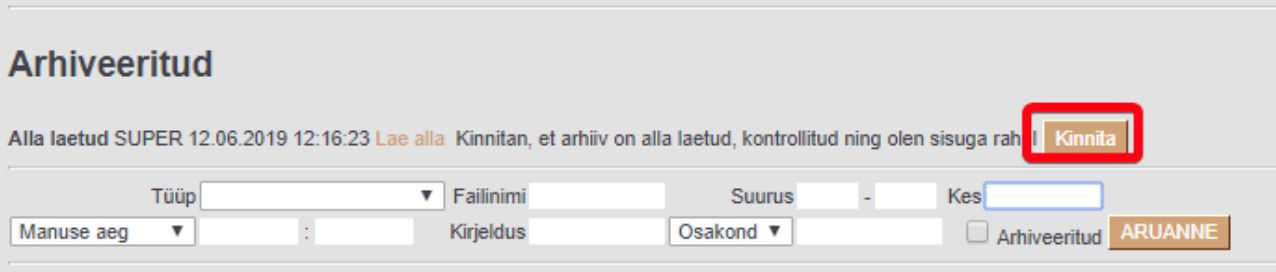 Arhiveeritud
Alla laetud SUPER 12.06.2019 12:16:23 Lae alla Kinnitan, et arhiiv on alla laetud, kontrollitud ning olen sisuga Kinnita
Tüüp Failinimi Suurus - Kes
Manuse aeg : Kirjeldus Osakond Arhiveeritud ARUANNE